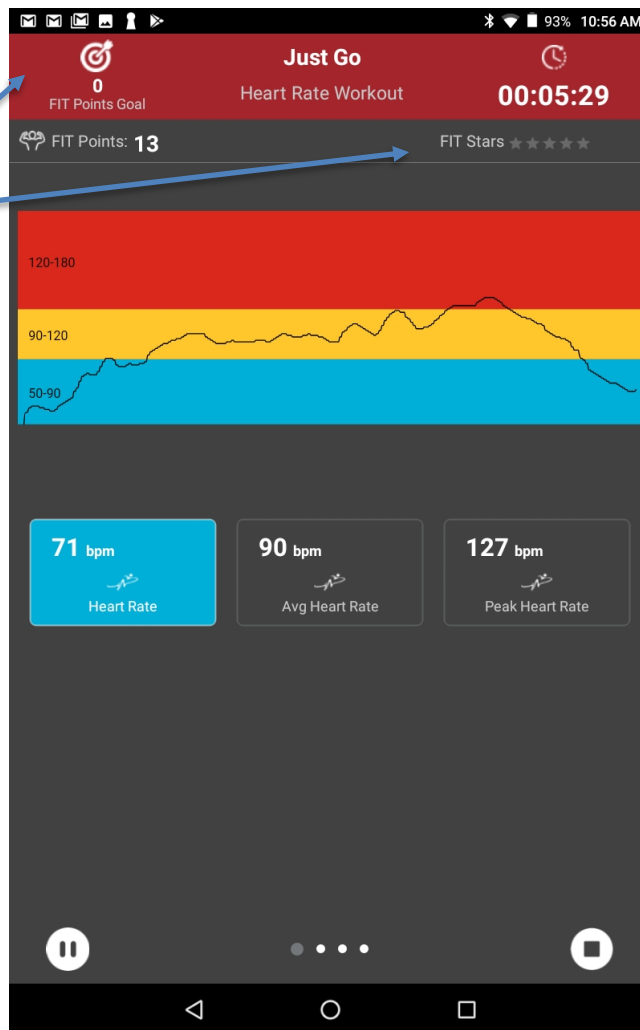 93% 10:56 AM
0
FIT Points Goal
Just Go
Heart Rate Workout
00:05:29
FIT Points: 13
FIT Stars
120-180
90-120
50-90
71 bpm
Heart Rate
90 bpm
Avg Heart Rate
127 bpm
Peak Heart Rate